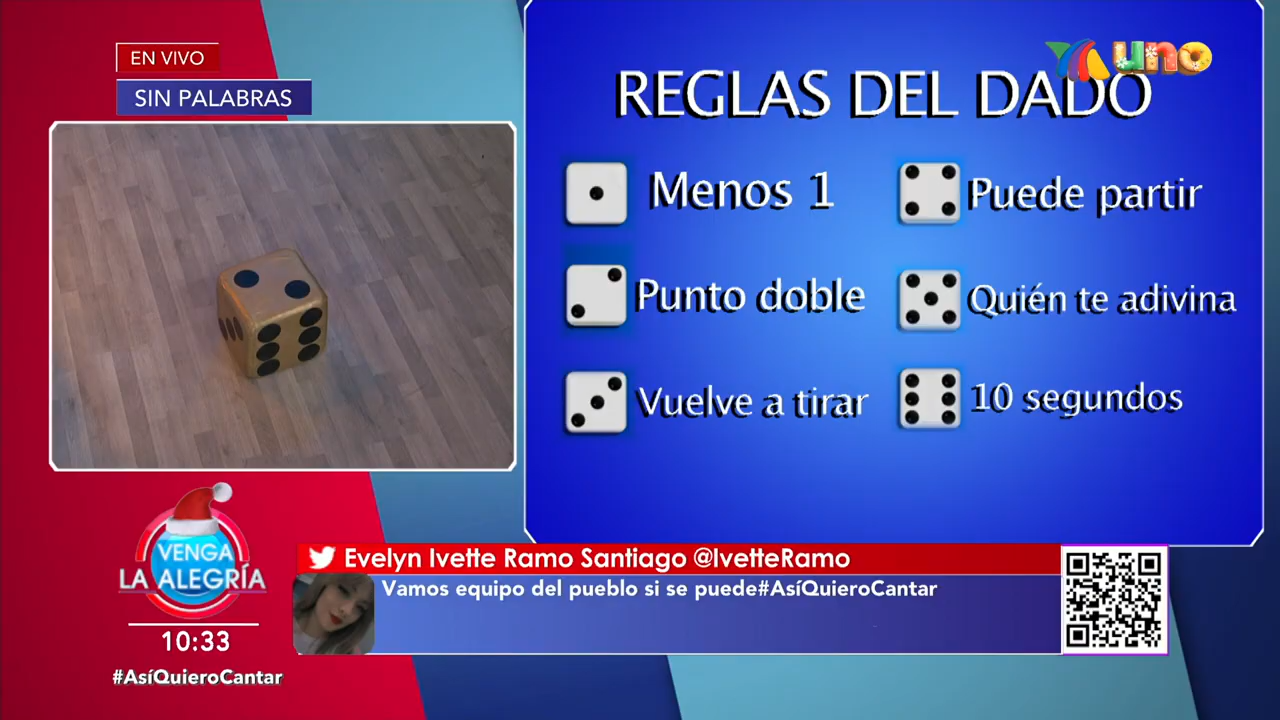 EN VIVO
SIN PALABRAS
uno
REGLAS DEL DADO
Menos 1
Punto doble
Vuelve a tirar
Puede partir
Quién te adivina
10 segundos
VENGA
LA ALEGRÍA
10:33
#AsíQuieroCantar
Evelyn Ivette Ramo Santiago @IvetteRamo
Vamos equipo del pueblo si se puede#AsíQuieroCantar